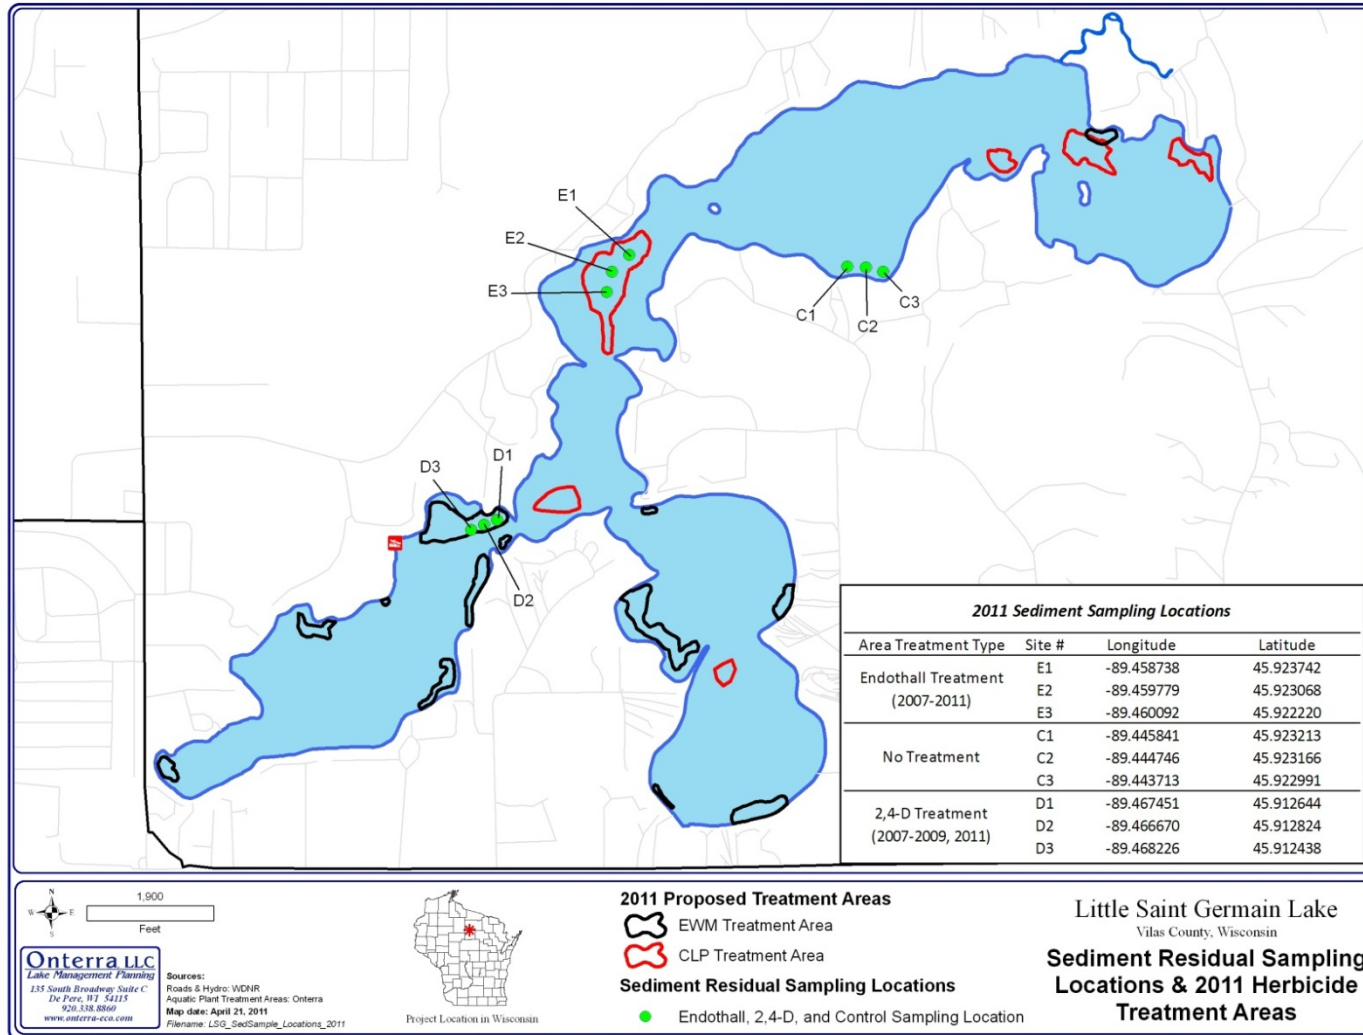 E1
E2
E3
C1
C2
C3
D1
D3
D2
2011 Sediment Sampling Locations
Area Treatment Type Site # Longitude Latitude
Endothall Treatment
(2007-2011)
E1 -89.458738 45.923742
E2 -89.459779 45.923068
E3 -89.460092 45.922220
No Treatment
C1 -89.445841 45.923213
C2 -89.444746 45.923166
C3 -89.443713 45.922991
2,4-D Treatment
(2007-2009, 2011)
D1 -89.467451 45.912644
D2 -89.466670 45.912824
D3 -89.468226 45.912438
N
W E
S
1,900
Feet
Onterra LLC
Lake Management Planning
135 South Broadway Suite C
De Pere, WI 54115
920.338.8860
www.onterra-eco.com
Sources:
Roads & Hydro: WDNR
Aquatic Plant Treatment Areas: Onterra
Map date: April 21, 2011
Filename: LSG_SedSample_Locations_2011
Project Location in Wisconsin
2011 Proposed Treatment Areas
EWM Treatment Area
CLP Treatment Area
Sediment Residual Sampling Locations
Endothall, 2,4-D, and Control Sampling Location
Little Saint Germain Lake
Vilas County, Wisconsin
Sediment Residual Sampling
Locations & 2011 Herbicide
Treatment Areas